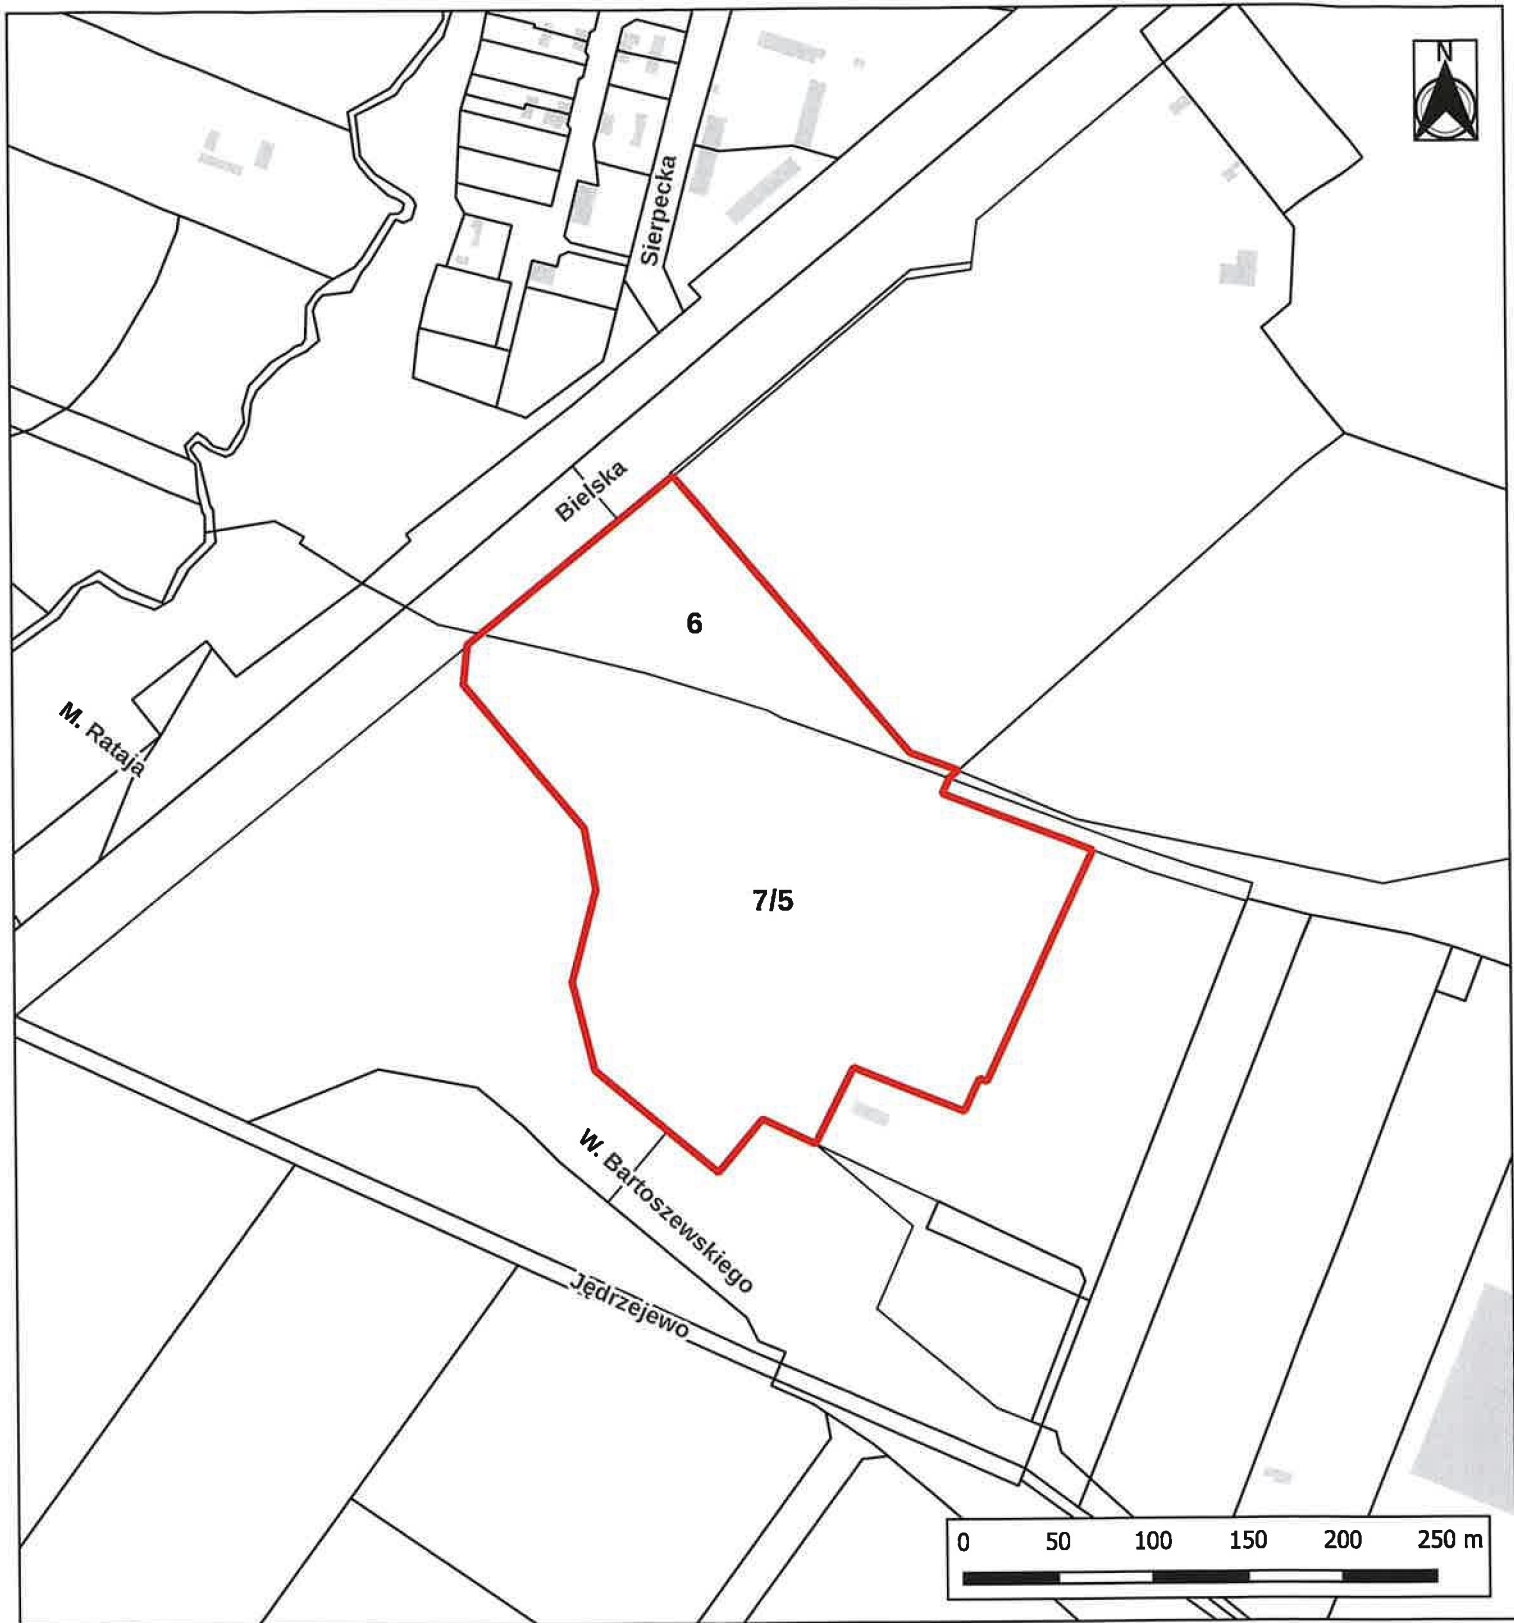 N
Sierpecka
Bielska
6
M. Rataja
7/5
W. Bartoszewskiego
Jędrzejewo
0 50 100 150 200 250 m